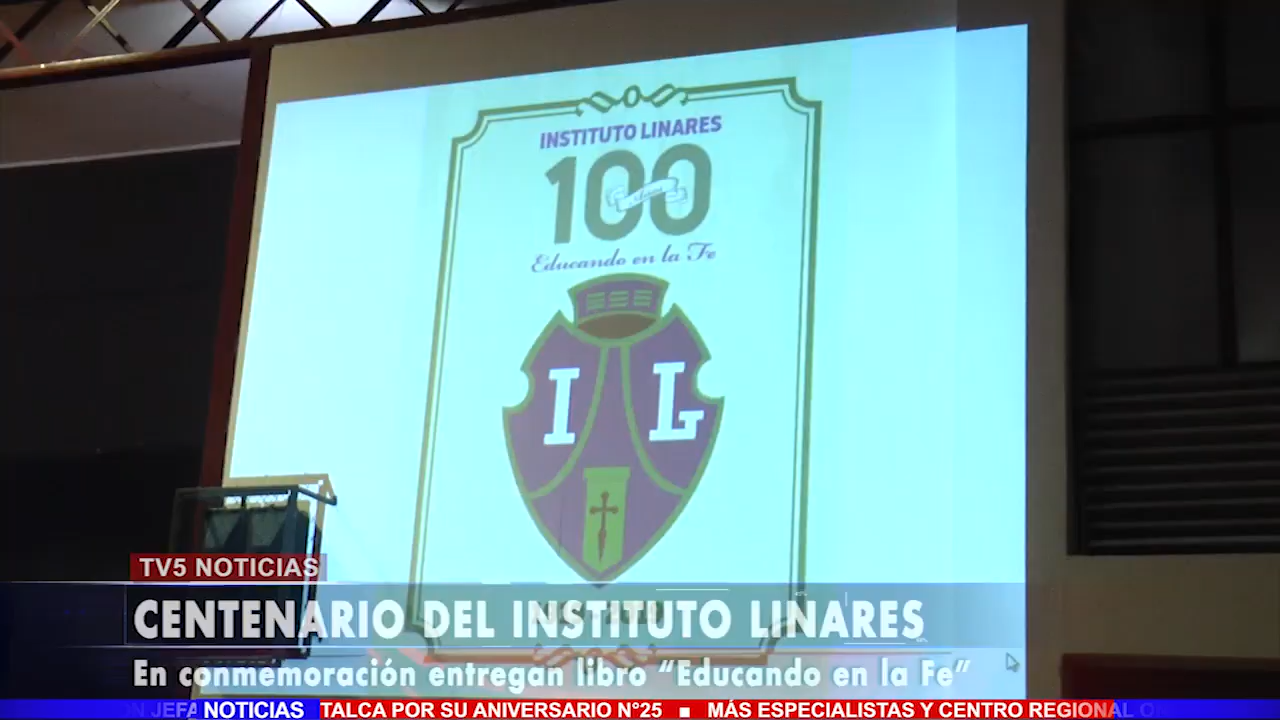 INSTITUTO LINARES
100
Años
Educando en la Fe
I L
TV5 NOTICIAS
CENTENARIO DEL INSTITUTO LINARES
En conmemoración entregan libro “Educando en la Fe”
NOTICIAS TALCA POR SU ANIVERSARIO N°25 ■ MÁS ESPECIALISTAS Y CENTRO REGIONAL